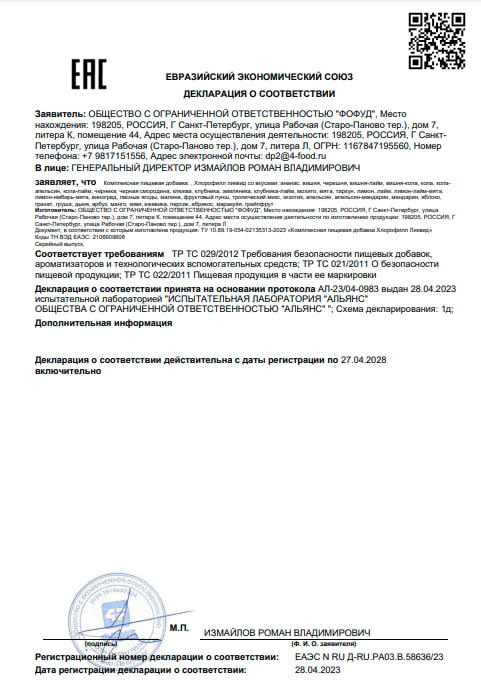 EAC
ЕВРАЗИЙСКИЙ ЭКОНОМИЧЕСКИЙ СОЮЗ
ДЕКЛАРАЦИЯ О СООТВЕТСТВИИ
Заявитель: ОБЩЕСТВО С ОГРАНИЧЕННОЙ ОТВЕТСТВЕННОСТЬЮ "ФОФУД", Место
нахождения: 198205, РОССИЯ, Г Санкт-Петербург, улица Рабочая (Старо-Паново тер.), дом 7,
литера К, помещение 44, Адрес места осуществления деятельности: 198205, РОССИЯ, Г Санкт-
Петербург, улица Рабочая (Старо-Паново тер.), дом 7, литера Л, ОГРН: 1167847195560, Номер
телефона: +7 9817151556, Адрес электронной почты: dp2@4-food.ru
В лице: ГЕНЕРАЛЬНЫЙ ДИРЕКТОР ИЗМАЙЛОВ РОМАН ВЛАДИМИРОВИЧ
заявляет, что Комплексная пищевая добавка. , Хлорофилл ликвид со вкусами: ананас, вишня, черешня, вишня-лайм, вишня-кола, кола, кола-
апельсин, кола-лайм, черника, черная смородина, клюква, клубника, земляника, клубника-лайм, мохито, мята, тархун, лимон, лайм, лимон-лайм-мята,
лимон-имбирь-мята, виноград, лесные ягоды, малина, фруктовый пунш, тропический микс, экзотик, апельсин, апельсин-мандарин, мандарин, яблоко,
гранат, груша, дыня, арбуз, манго, киви, ежевика, персик, абрикос, маракуйя, грейпфрут
Изготовитель: ОБЩЕСТВО С ОГРАНИЧЕННОЙ ОТВЕТСТВЕННОСТЬЮ "ФОФУД", Место нахождения: 198205, РОССИЯ, Г Санкт-Петербург, улица
Рабочая (Старо-Паново тер.), дом 7, литера К, помещение 44, Адрес места осуществления деятельности по изготовлению продукции: 198205, РОССИЯ, Г
Санкт-Петербург, улица Рабочая (Старо-Паново тер.), дом 7, литера Л
Документ, в соответствии с которым изготовлена продукция: ТУ 10.89.19-054-02135313-2023 «Комплексная пищевая добавка Хлорофилл Ликвид»
Коды ТН ВЭД ЕАЭС: 2106909808
Серийный выпуск,
Соответствует требованиям ТР ТС 029/2012 Требования безопасности пищевых добавок,
ароматизаторов и технологических вспомогательных средств; ТР ТС 021/2011 О безопасности
пищевой продукции; ТР ТС 022/2011 Пищевая продукция в части ее маркировки
Декларация о соответствии принята на основании протокола АЛ-23/04-0983 выдан 28.04.2023
испытательной лабораторией "ИСПЫТАТЕЛЬНАЯ ЛАБОРАТОРИЯ "АЛЬЯНС"
ОБЩЕСТВА С ОГРАНИЧЕННОЙ ОТВЕТСТВЕННОСТЬЮ "АЛЬЯНС" "; Схема декларирования: 1д;
Дополнительная информация
Декларация о соответствии действительна с даты регистрации по 27.04.2028
включительно
М.П.
ИЗМАЙЛОВ РОМАН ВЛАДИМИРОВИЧ
(подпись)
(Ф. И. О. заявителя)
Регистрационный номер декларации о соответствии: ЕАЭС N RU Д-RU.РА03.В.58636/23
Дата регистрации декларации о соответствии: 28.04.2023